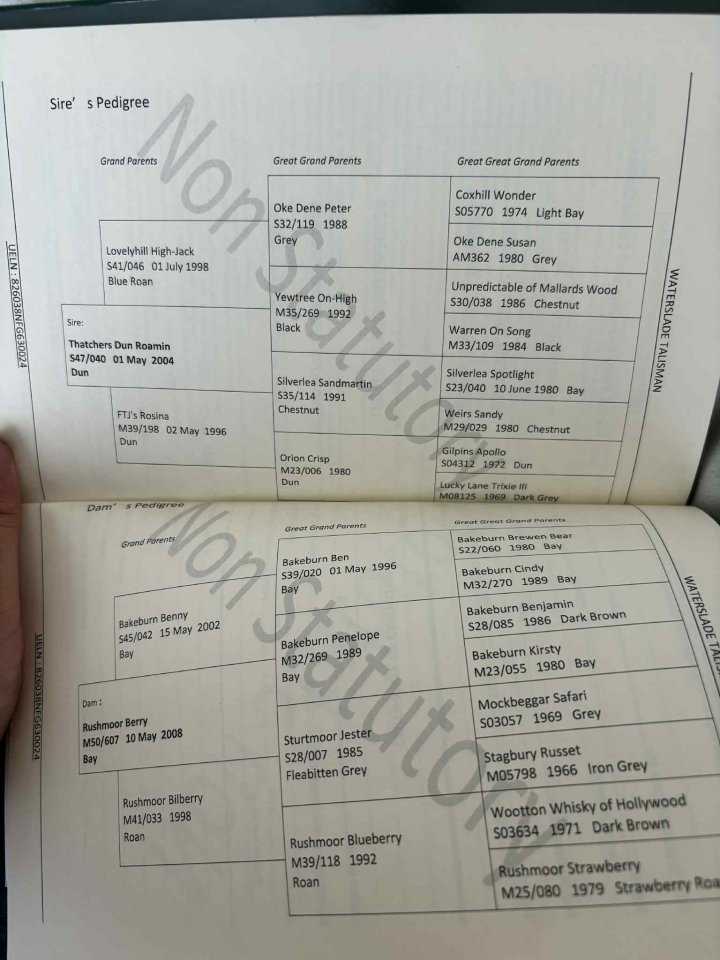 Sire' s Pedigree
Grand Parents
Great Grand Parents
Great Great Grand Parents
Oke Dene Peter
S32/119 1988
Grey
Coxhill Wonder
S05770 1974 Light Bay
Oke Dene Susan
AM362 1980 Grey
Lovelyhill High-Jack
S41/046 01 July 1998
Blue Roan
Yewtree On-High
M35/269 1992
Black
Unpredictable of Mallards Wood
S30/038 1986 Chestnut
Warren On Song
M33/109 1984 Black
Sire:
Thatchers Dun Roamin
S47/040 01 May 2004
Dun
Silverlea Sandmartin
S35/114 1991
Chestnut
Silverlea Spotlight
S23/040 10 June 1980 Bay
Weirs Sandy
M29/029 1980 Chestnut
FTJ's Rosina
M39/198 02 May 1996
Dun
Orion Crisp
M23/006 1980
Dun
Gilpins Apollo
S04312 1972 Dun
Lucky Lane Trixie III
M08125 1969 Dark Grey
UELN : 826038NFG630024
WATERSLADE TALISMAN
Non Statutory
Dam' s Pedigree
Grand Parents
Great Grand Parents
Great Great Grand Parents
Bakeburn Ben
S39/020 01 May 1996
Bay
Bakeburn Brewen Bear
S22/060 1980 Bay
Bakeburn Cindy
M32/270 1989 Bay
Bakeburn Benny
S45/042 15 May 2002
Bay
Bakeburn Penelope
M32/269 1989
Bay
Bakeburn Benjamin
S28/085 1986 Dark Brown
Bakeburn Kirsty
M23/055 1980 Bay
Dam :
Rushmoor Berry
M50/607 10 May 2008
Bay
Sturtmoor Jester
S28/007 1985
Fleabitten Grey
Mockbeggar Safari
S03057 1969 Grey
Stagbury Russet
M05798 1966 Iron Grey
Rushmoor Bilberry
M41/033 1998
Roan
Rushmoor Blueberry
M39/118 1992
Roan
Wootton Whisky of Hollywood
S03634 1971 Dark Brown
Rushmoor Strawberry
M25/080 1979 Strawberry Roa
UELN : 826038NFG630024
WATERSLADE TALIS
Non Statutory